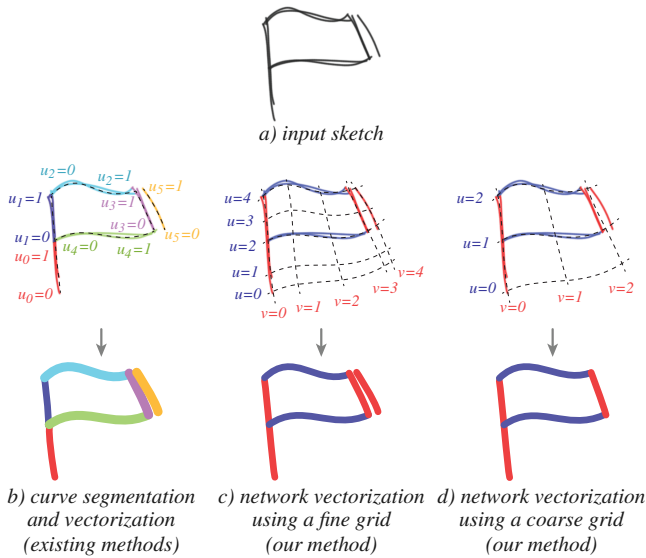 a) input sketch
u2=0
u2=1
u1=1
u3=1
u5=1
u3=0
u1=0
u4=0
u4=1
u5=0
u0=1
u0=0
u=4
u=3
u=2
u=1
u=0
v=0
v=1
v=2
v=3
v=4
u=2
u=1
u=0
v=0
v=1
v=2
b) curve segmentation
and vectorization
(existing methods)
c) network vectorization
using a fine grid
(our method)
d) network vectorization
using a coarse grid
(our method)